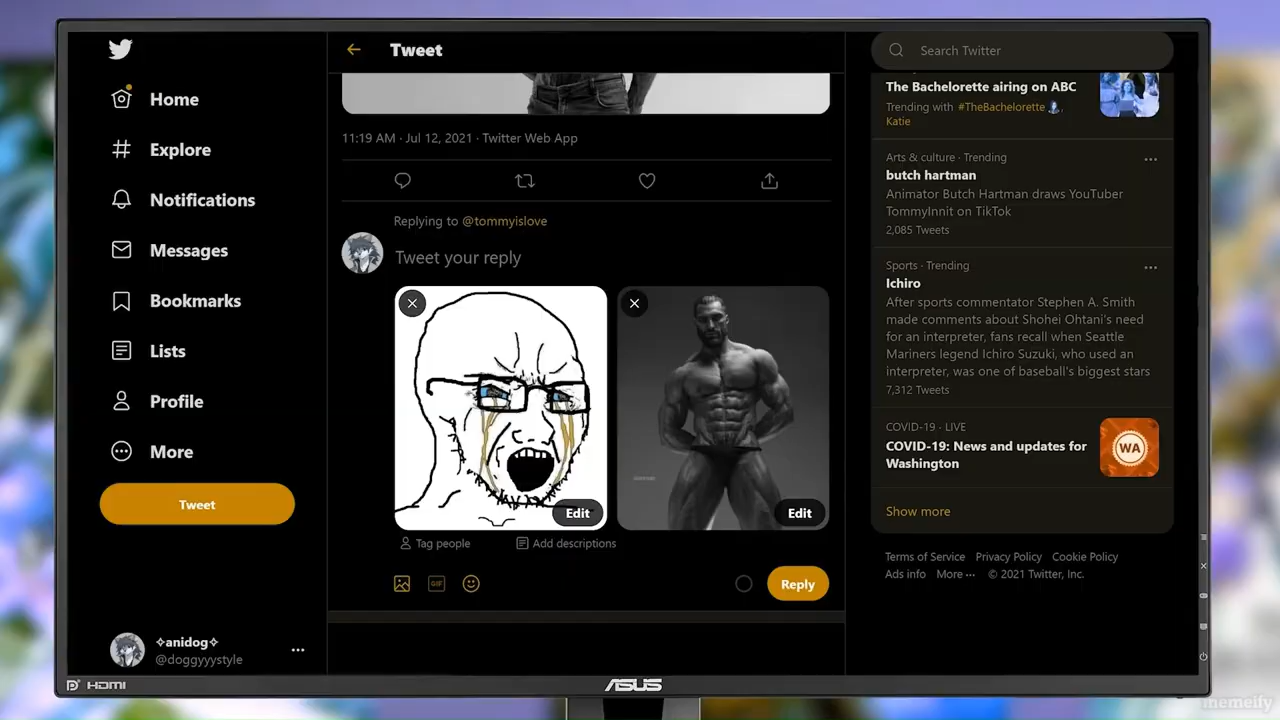 Home
Explore
Notifications
Messages
Bookmarks
Lists
Profile
More
Tweet
✧anidog✧
@doggyyystyle
Tweet
11:19 AM · Jul 12, 2021 · Twitter Web App
Replying to @tommyislove
Tweet your reply
Edit
Edit
Tag people
Add descriptions
GIF
Reply
Search Twitter
The Bachelorette airing on ABC
Trending with #TheBachelorette
Katie
Arts & culture · Trending
butch hartman
Animator Butch Hartman draws YouTuber
TommyInnit on TikTok
2,085 Tweets
Sports · Trending
Ichiro
After sports commentator Stephen A. Smith
made comments about Shohei Ohtani's need
for an interpreter, fans recall when Seattle
Mariners legend Ichiro Suzuki, who used an
interpreter, was one of baseball's biggest stars
7,312 Tweets
COVID-19 · LIVE
COVID-19: News and updates for
Washington
WA
Show more
Terms of Service Privacy Policy Cookie Policy
Ads info More ··· © 2021 Twitter, Inc.
HDMI
ASUS
memeify